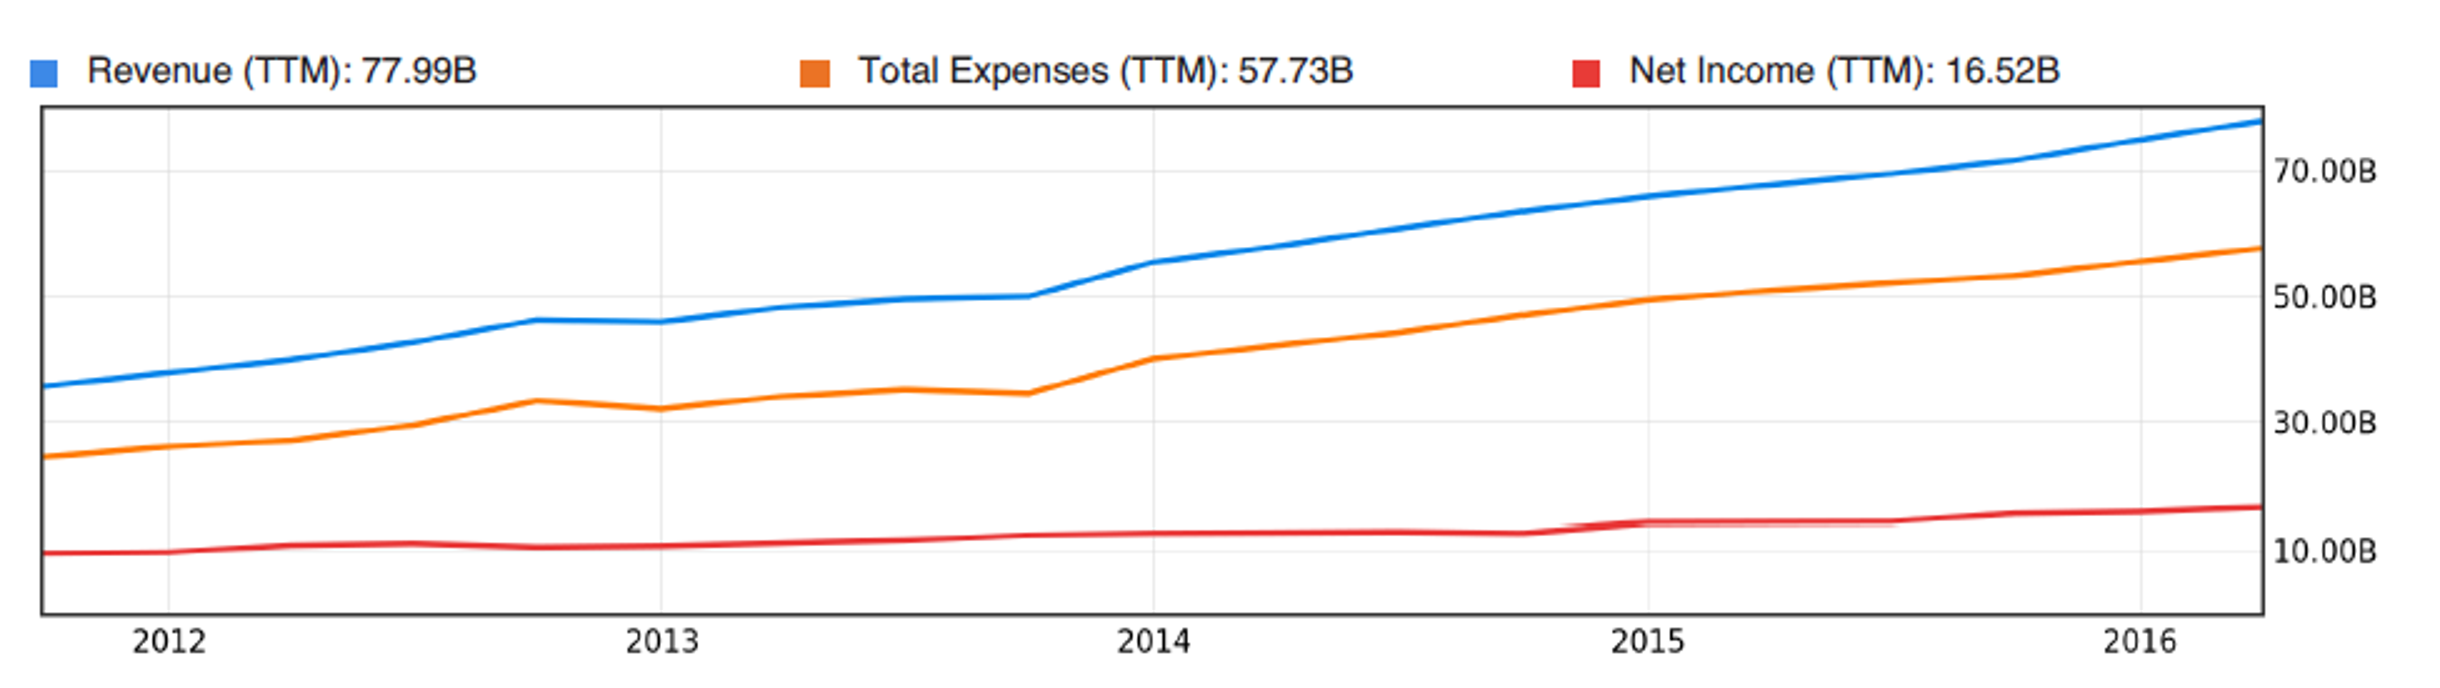 Revenue (TTM): 77.99B Total Expenses (TTM): 57.73B Net Income (TTM): 16.52B
70.00B
50.00B
30.00B
10.00B
2012 2013 2014 2015 2016